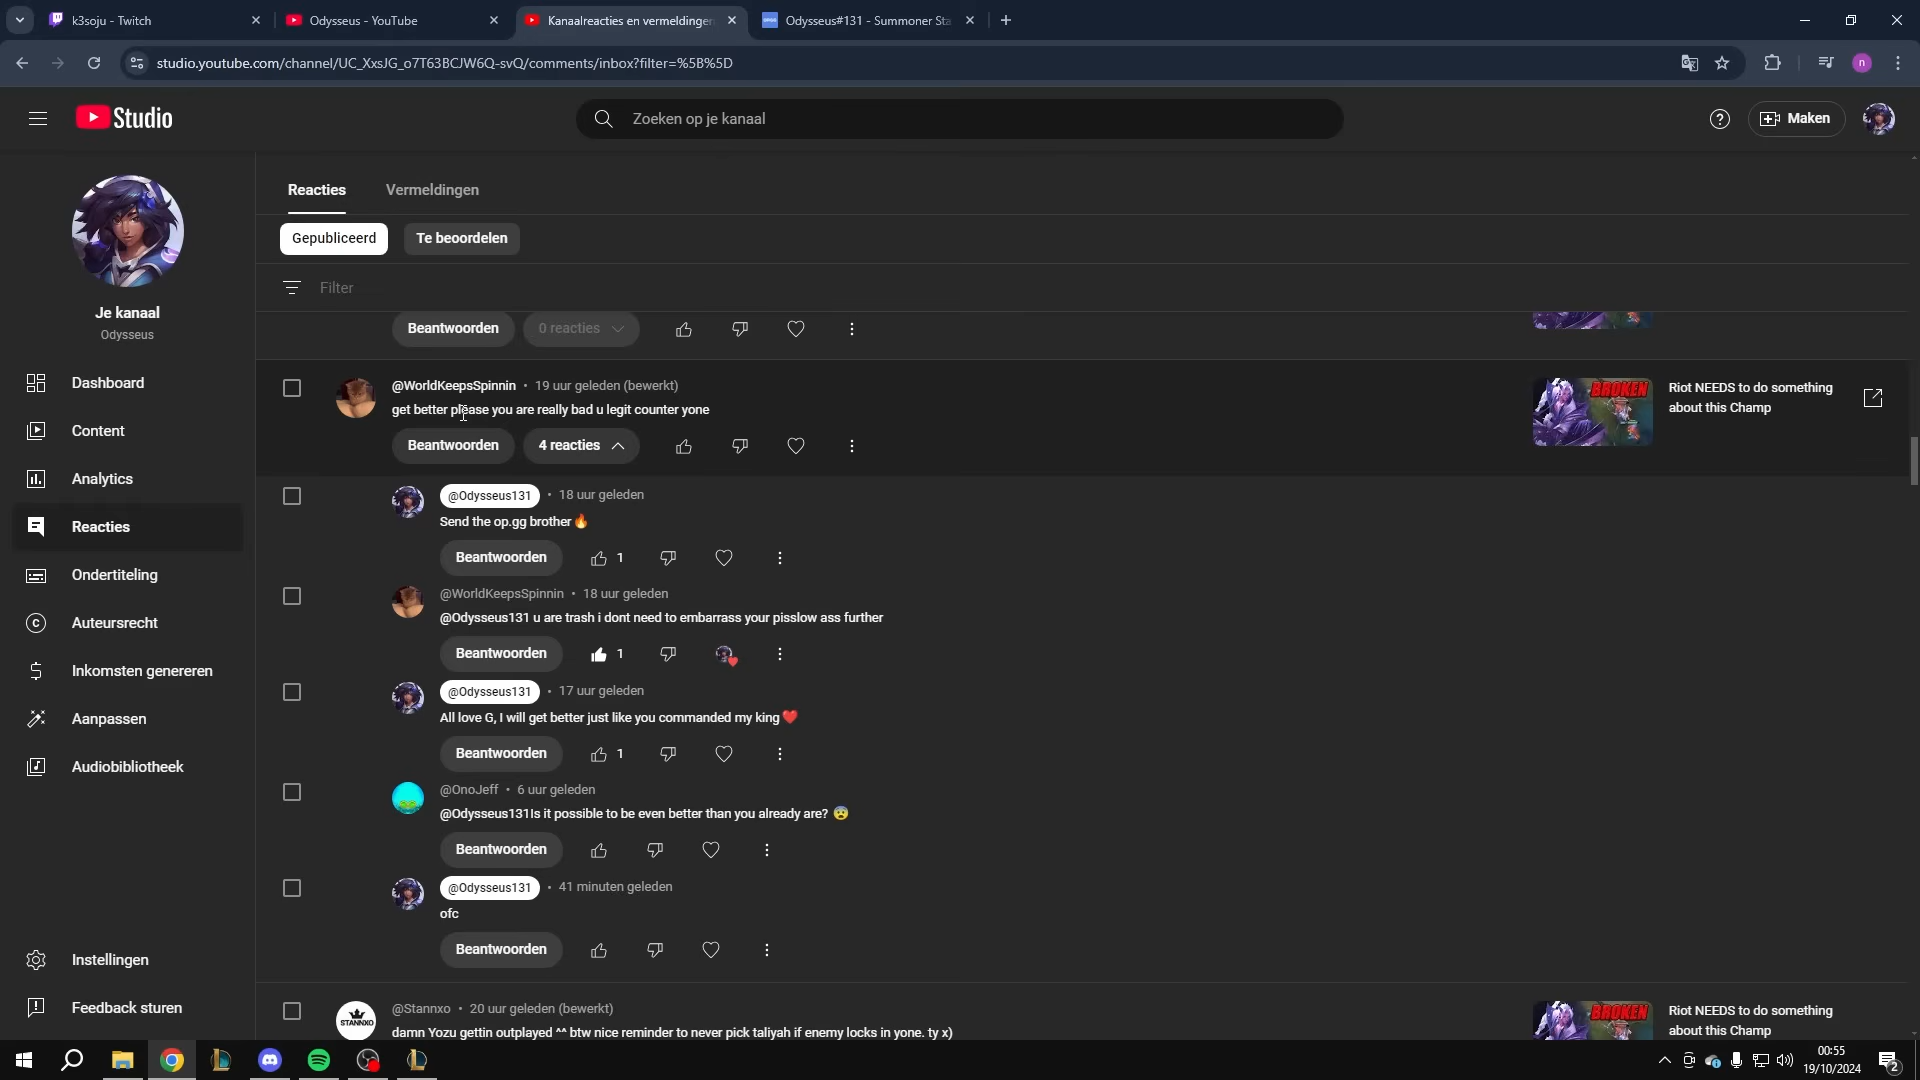 k3soju - Twitch
Odysseus - YouTube
Kanaalreacties en vermeldingen
Odysseus#131 - Summoner Sta
studio.youtube.com/channel/UC_XxsJG_o7T63BCJW6Q-svQ/comments/inbox?filter=%5B%5D
n
Studio
Zoeken op je kanaal
Maken
Je kanaal
Odysseus
Dashboard
Content
Analytics
Reacties
Ondertiteling
Auteursrecht
Inkomsten genereren
Aanpassen
Audiobibliotheek
Instellingen
Feedback sturen
Reacties
Vermeldingen
Gepubliceerd
Te beoordelen
Filter
Beantwoorden
0 reacties
@WorldKeepsSpinnin • 19 uur geleden (bewerkt)
get better please you are really bad u legit counter yone
Beantwoorden
4 reacties
BROKEN
Riot NEEDS to do something
about this Champ
@Odysseus131 • 18 uur geleden
Send the op.gg brother🔥
Beantwoorden
1
@WorldKeepsSpinnin • 18 uur geleden
@Odysseus131 u are trash i dont need to embarrass your pisslow ass further
Beantwoorden
1
@Odysseus131 • 17 uur geleden
All love G, I will get better just like you commanded my king❤️
Beantwoorden
1
@OnoJeff • 6 uur geleden
@Odysseus131Is it possible to be even better than you already are? 😨
Beantwoorden
@Odysseus131 • 41 minuten geleden
ofc
Beantwoorden
STANNXO
@Stannxo • 20 uur geleden (bewerkt)
damn Yozu gettin outplayed ^^ btw nice reminder to never pick taliyah if enemy locks in yone. ty x)
BROKEN
Riot NEEDS to do something
about this Champ
00:55
19/10/2024
2